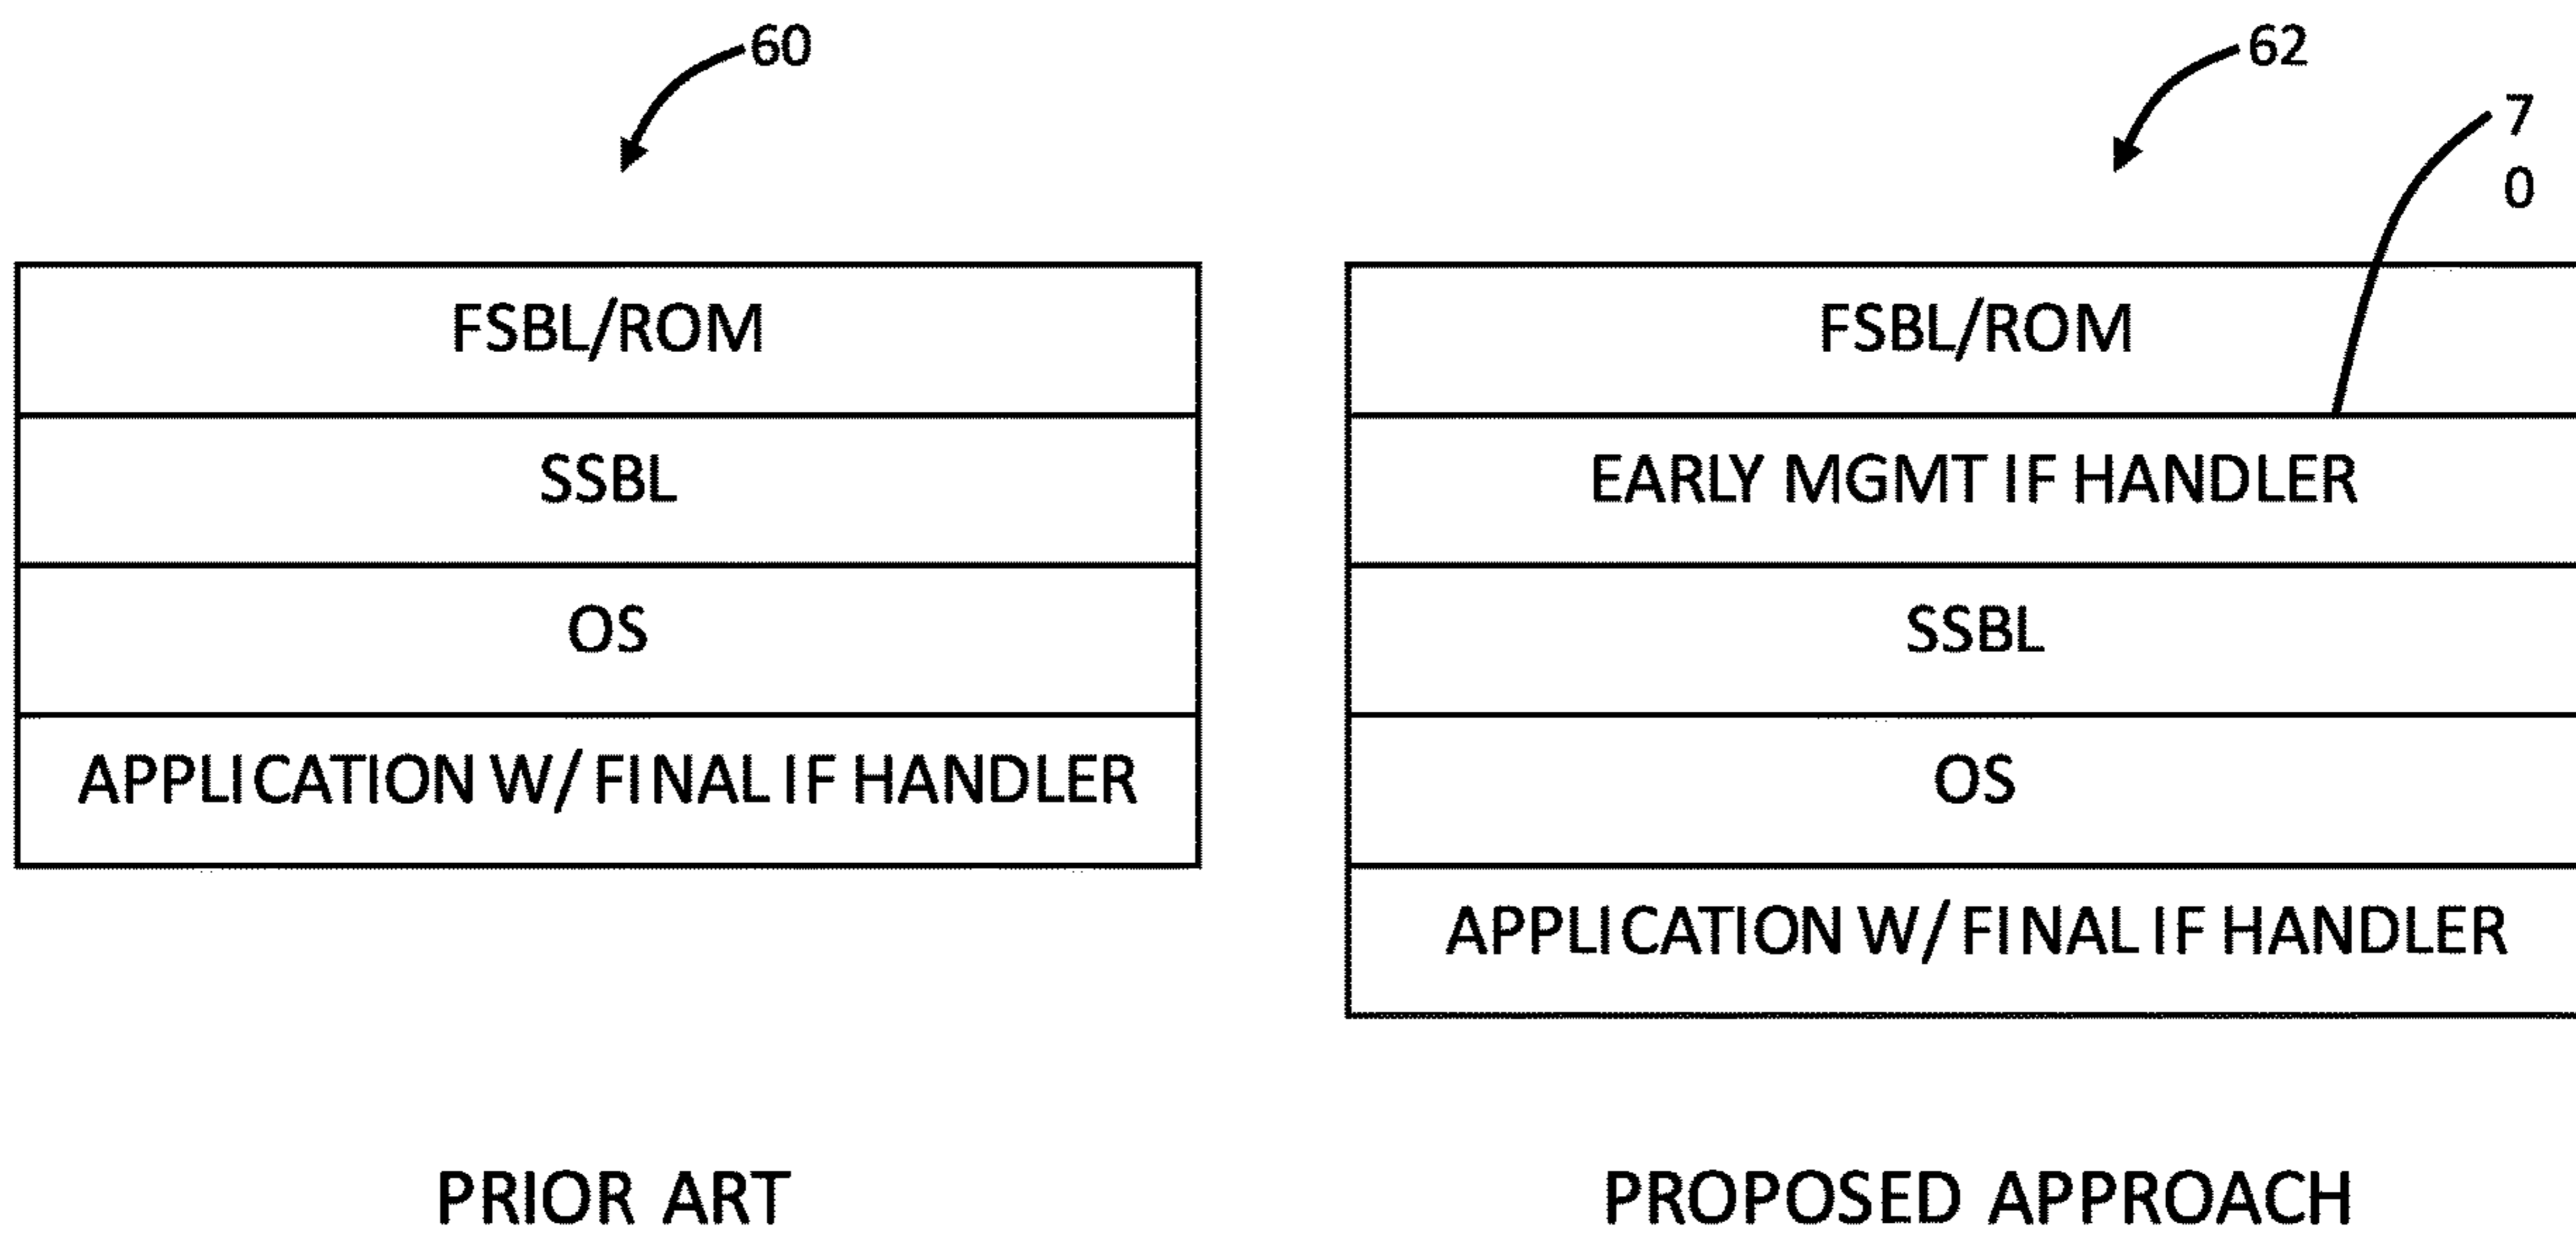 60
FSBL/ROM
SSBL
OS
APPLICATION W/ FINAL IF HANDLER
PRIOR ART
62
7
0
FSBL/ROM
EARLY MGMT IF HANDLER
SSBL
OS
APPLICATION W/ FINAL IF HANDLER
PROPOSED APPROACH